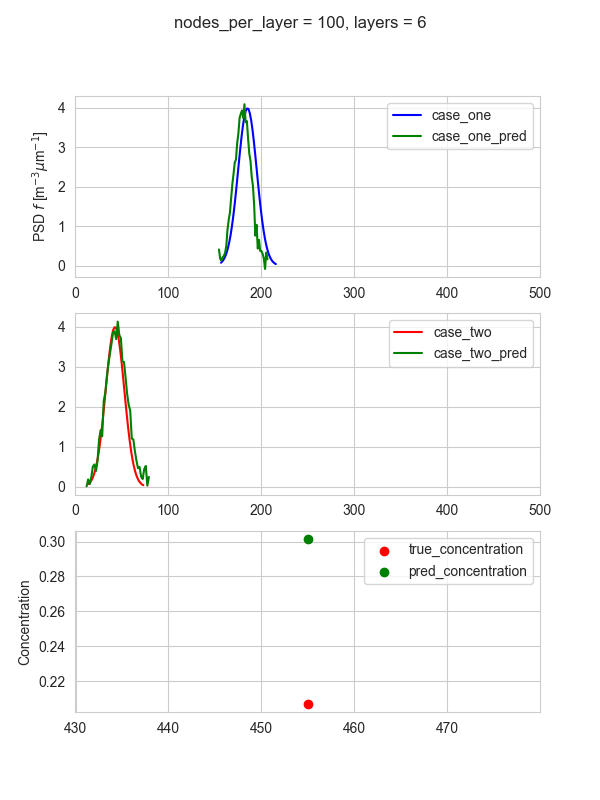 nodes_per_layer = 100, layers = 6
PSD f [m⁻³μm⁻¹]
4
3
2
1
0
case_one
case_one_pred
0 100 200 300 400 500
4
3
2
1
0
case_two
case_two_pred
0 100 200 300 400 500
Concentration
0.30
0.28
0.26
0.24
0.22
true_concentration
pred_concentration
430 440 450 460 470